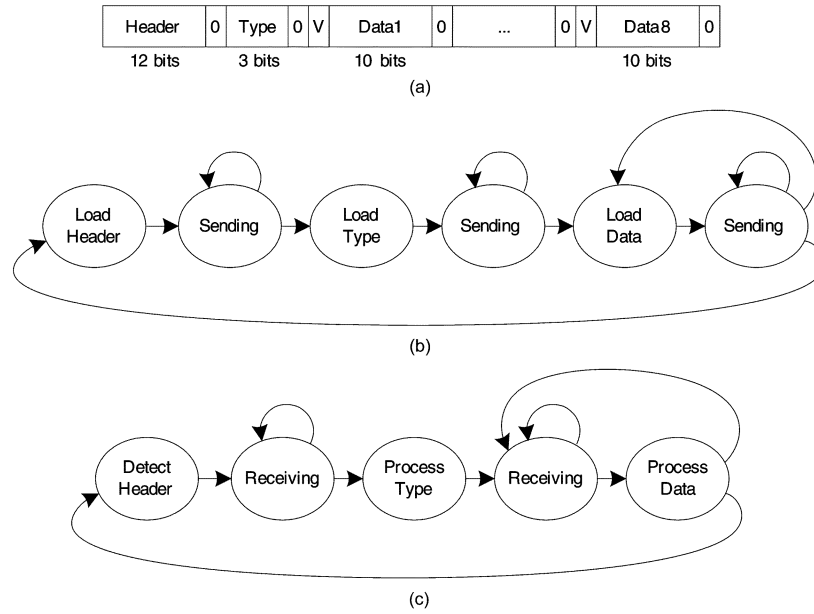 Header 0 Type 0 V Data1 0 ... 0 V Data8 0
12 bits 3 bits 10 bits 10 bits
(a)
Load Header
Sending
Load Type
Sending
Load Data
Sending
(b)
Detect Header
Receiving
Process Type
Receiving
Process Data
(c)